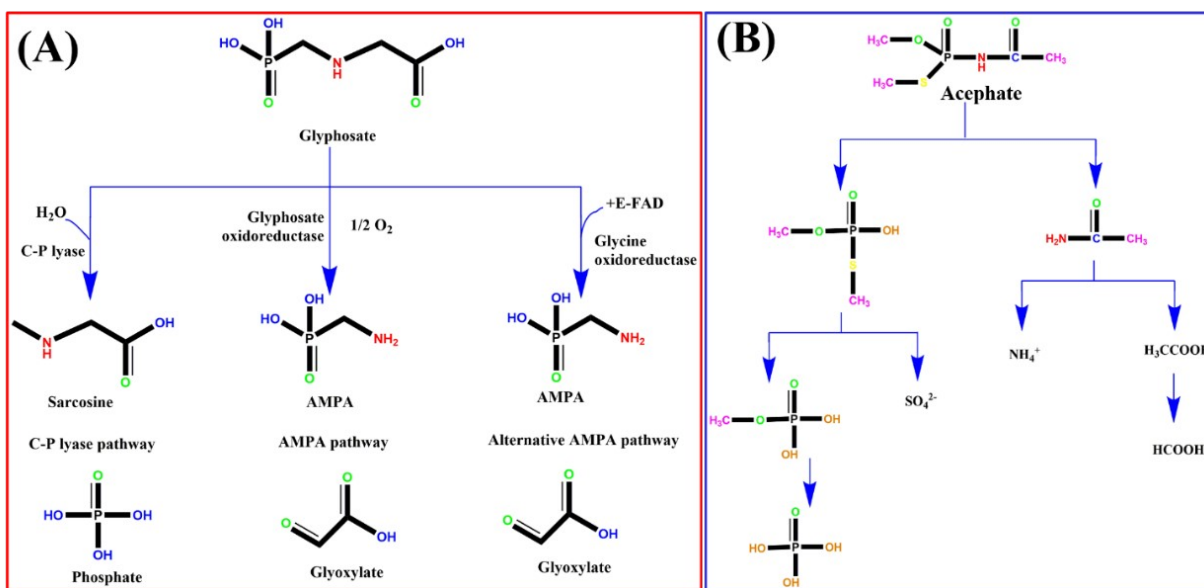 (A)
OH
HO
P
O
N
H
OH
O
Glyphosate
H₂O
C-P lyase
Glyphosate
oxidoreductase
1/2 O₂
+E-FAD
Glycine
oxidoreductase
N
H
OH
O
Sarcosine
OH
HO
P
NH₂
O
AMPA
OH
HO
P
NH₂
O
AMPA
C-P lyase pathway
AMPA pathway
Alternative AMPA pathway
O
HO
P
OH
OH
Phosphate
O
O
OH
Glyoxylate
O
O
OH
Glyoxylate
(B)
O
O
H₃C
O
P
N
H
C
CH₃
H₃C
S
Acephate
O
H₃C
O
P
OH
S
CH₃
O
H₂N
C
CH₃
O
H₃C
O
P
OH
OH
SO₄²⁻
NH₄⁺
H₃CCOOH
HCOOH
O
HO
P
OH
OH